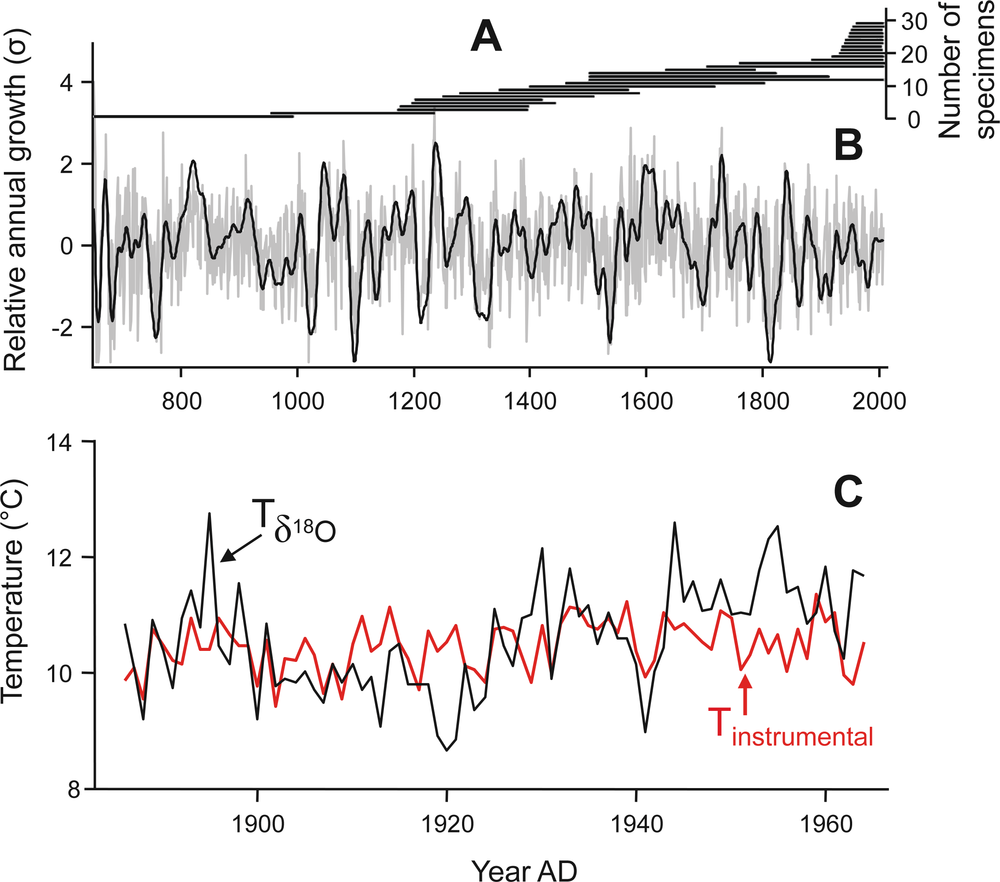 A
Number of
specimens
30
20
10
0
Relative annual growth (σ)
4
2
0
-2
B
800
1000
1200
1400
1600
1800
2000
Temperature (°C)
14
12
10
8
C
Tδ18O
Tinstrumental
1900
1920
1940
1960
Year AD